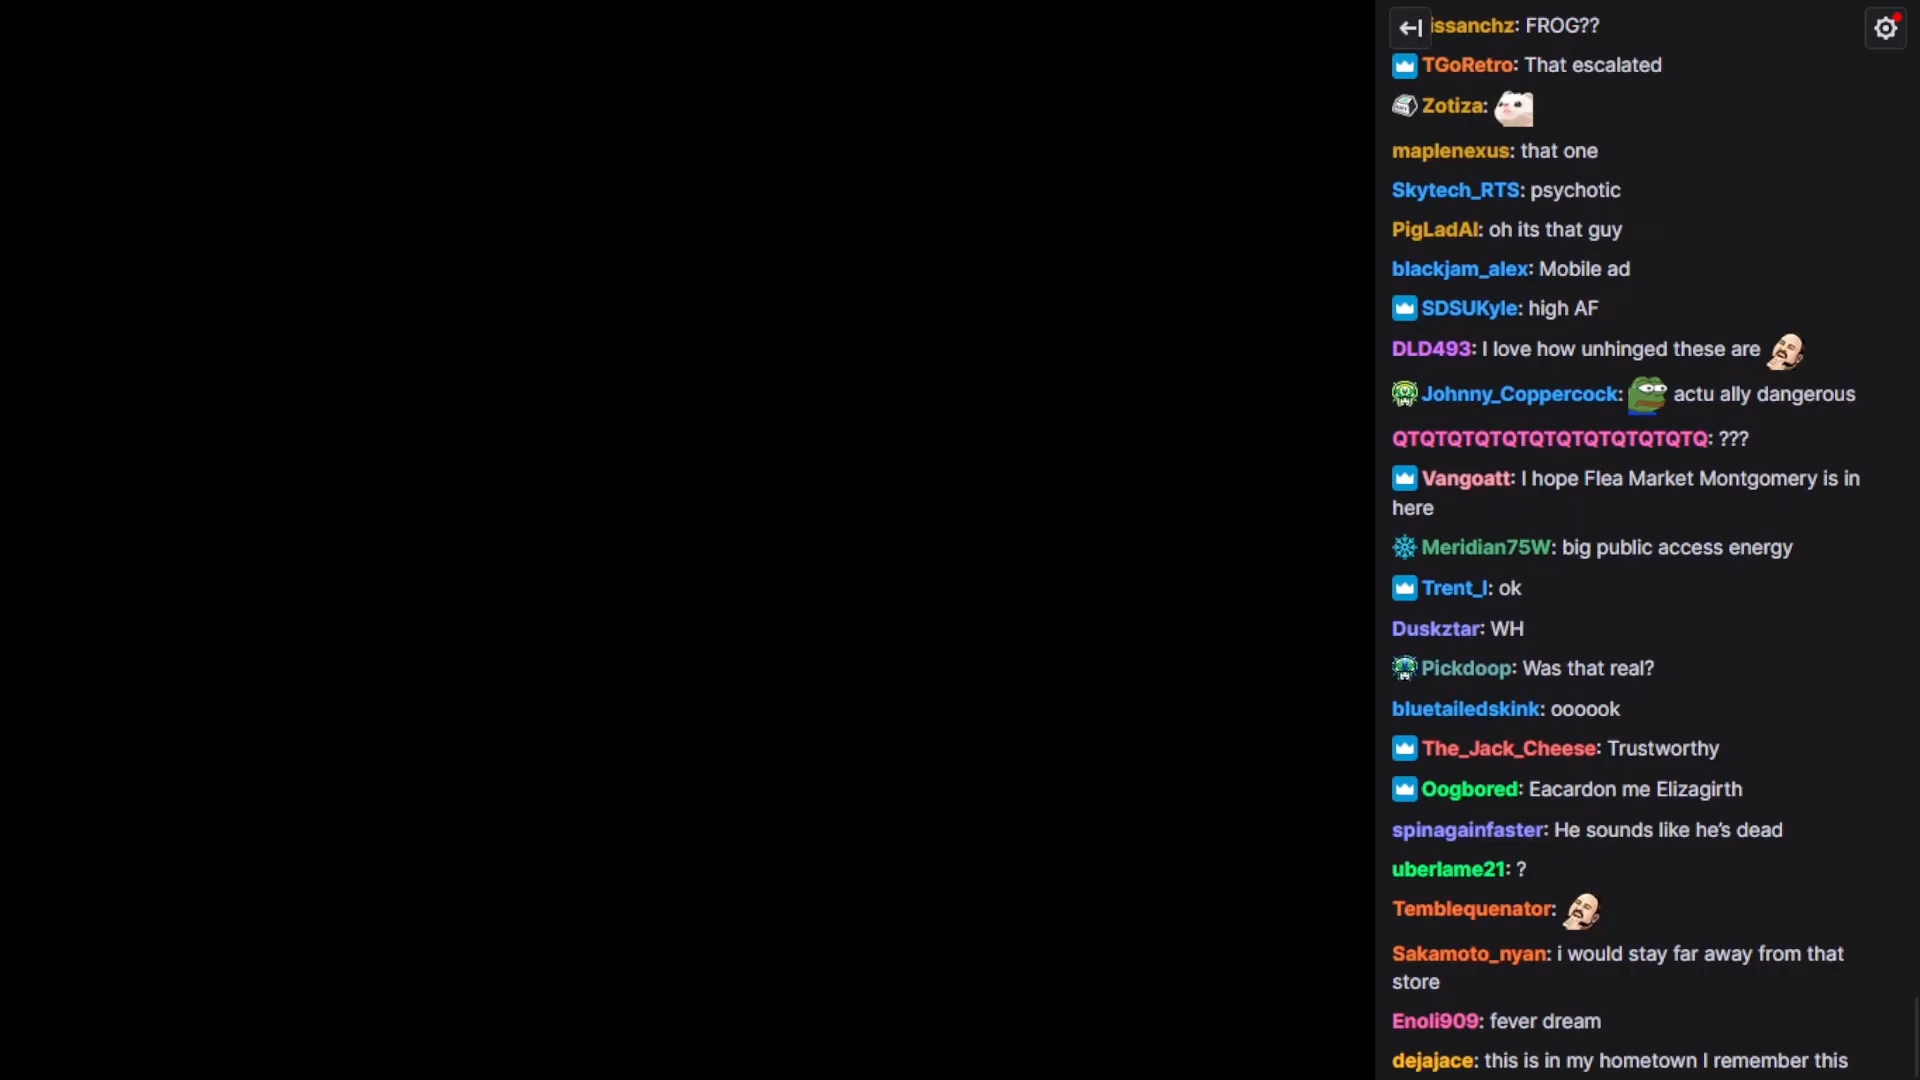 issanchz: FROG??
TGoRetro: That escalated
Zotiza:
maplenexus: that one
Skytech_RTS: psychotic
PigLadAI: oh its that guy
blackjam_alex: Mobile ad
SDSUKyle: high AF
DLD493: I love how unhinged these are
Johnny_Coppercock: actu ally dangerous
QTQTQTQTQTQTQTQTQTQTQTQ: ???
Vangoatt: I hope Flea Market Montgomery is in
here
Meridian75W: big public access energy
Trent_I: ok
Duskztar: WH
Pickdoop: Was that real?
bluetailedskink: oooook
The_Jack_Cheese: Trustworthy
Oogbored: Eacardon me Elizagirth
spinagainfaster: He sounds like he's dead
uberlame21: ?
Temblequenator:
Sakamoto_nyan: i would stay far away from that
store
Enoli909: fever dream
dejajace: this is in my hometown I remember this